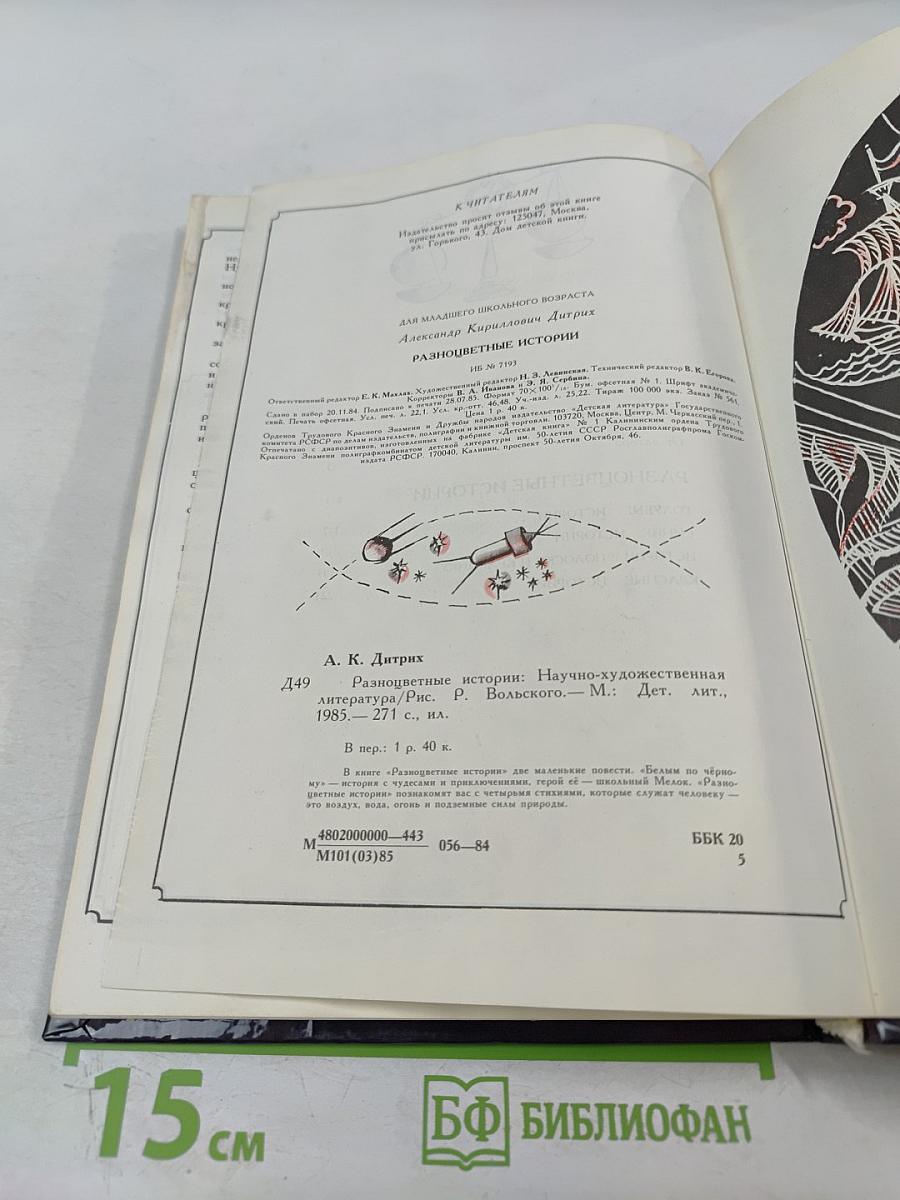 К ЧИТАТЕЛЯМ
Издательство просит отзывы об этой книге
присылать по адресу: 125047, Москва,
ул. Горького, 43. Дом детской книги.
ДЛЯ МЛАДШЕГО ШКОЛЬНОГО ВОЗРАСТА
Александр Кириллович Дитрих
РАЗНОЦВЕТНЫЕ ИСТОРИИ
ИБ № 7193
Ответственный редактор Е. К. Махлах. Художественный редактор Н. З. Левинская. Технический редактор В. К. Егорова.
Корректоры В. А. Иванова и Э. Я. Сербина.
Сдано в набор 20.11.84. Подписано к печати 28.07.85. Формат 70×100¹/₁₆. Бум. офсетная № 1. Шрифт академиче-
ский. Печать офсетная. Усл. печ. л. 22,1. Усл. кр.-отт. 46,48. Уч.-изд. л. 25,22. Тираж 100 000 экз. Заказ № 561.
Цена 1 р. 40 к.
Орденов Трудового Красного Знамени и Дружбы народов издательство «Детская литература» Государственного
комитета РСФСР по делам издательств, полиграфии и книжной торговли. 103720, Москва, Центр, М. Черкасский пер., 1.
Отпечатано с диапозитивов, изготовленных на фабрике «Детская книга» № 1 Калининским ордена Трудового
Красного Знамени полиграфкомбинатом детской литературы им. 50-летия СССР Росглавполиграфпрома Госком-
издата РСФСР. 170040, Калинин, проспект 50-летия Октября, 46.
А. К. Дитрих
Д49 Разноцветные истории: Научно-художественная
литература/Рис. Р. Вольского.— М.: Дет. лит.,
1985.— 271 с., ил.
В пер.: 1 р. 40 к.
В книге «Разноцветные истории» две маленькие повести. «Белым по чёрно-
му» — история с чудесами и приключениями, герой её — школьный Мелок. «Разно-
цветные истории» познакомят вас с четырьмя стихиями, которые служат человеку —
это воздух, вода, огонь и подземные силы природы.
М 4802000000—443 056—84
М101(03)85
ББК 20
5
15 см
БФ БИБЛИОФАН